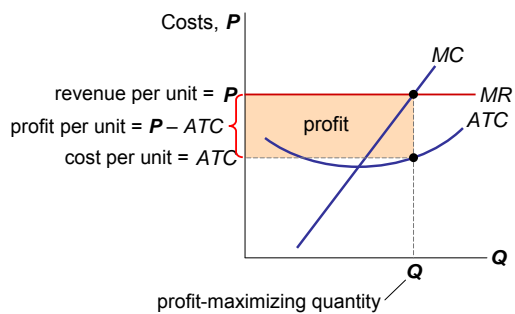 Costs, P
MC
revenue per unit = P
MR
profit per unit = P – ATC
profit
ATC
cost per unit = ATC
Q
Q
profit-maximizing quantity